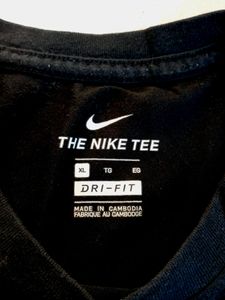 THE NIKE TEE
XL TG EG
DRI-FIT
MADE IN CAMBODIA
FABRIQUE AU CAMBODGE